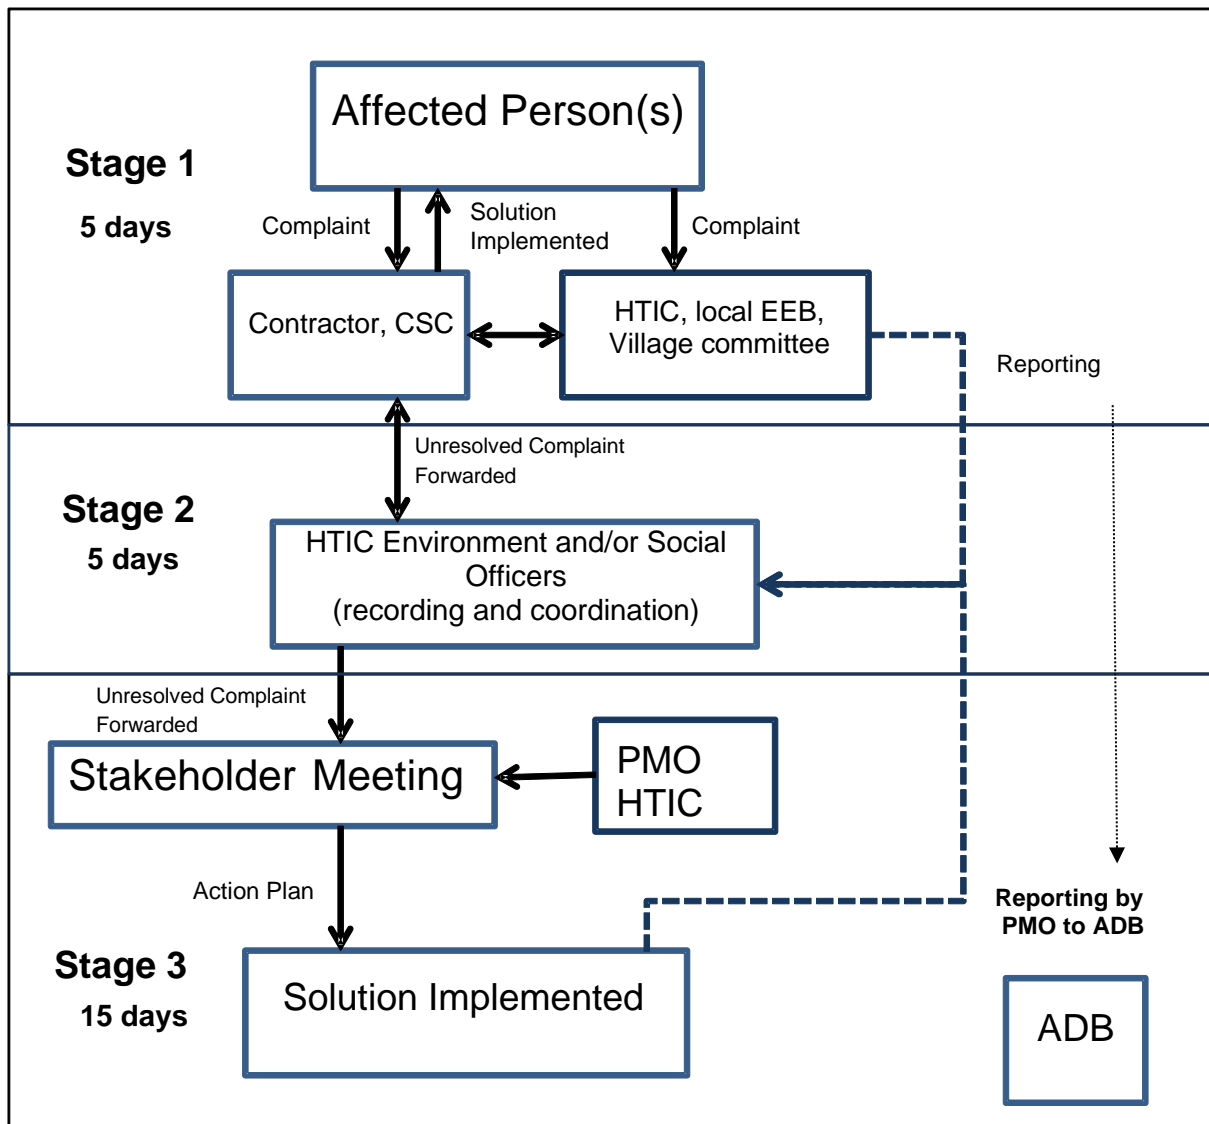 Affected Person(s)
Stage 1
5 days
Complaint
Solution
Implemented
Complaint
Contractor, CSC
HTIC, local EEB,
Village committee
Reporting
Unresolved Complaint
Forwarded
Stage 2
5 days
HTIC Environment and/or Social
Officers
(recording and coordination)
Unresolved Complaint
Forwarded
Stakeholder Meeting
PMO
HTIC
Action Plan
Reporting by
PMO to ADB
Stage 3
15 days
Solution Implemented
ADB